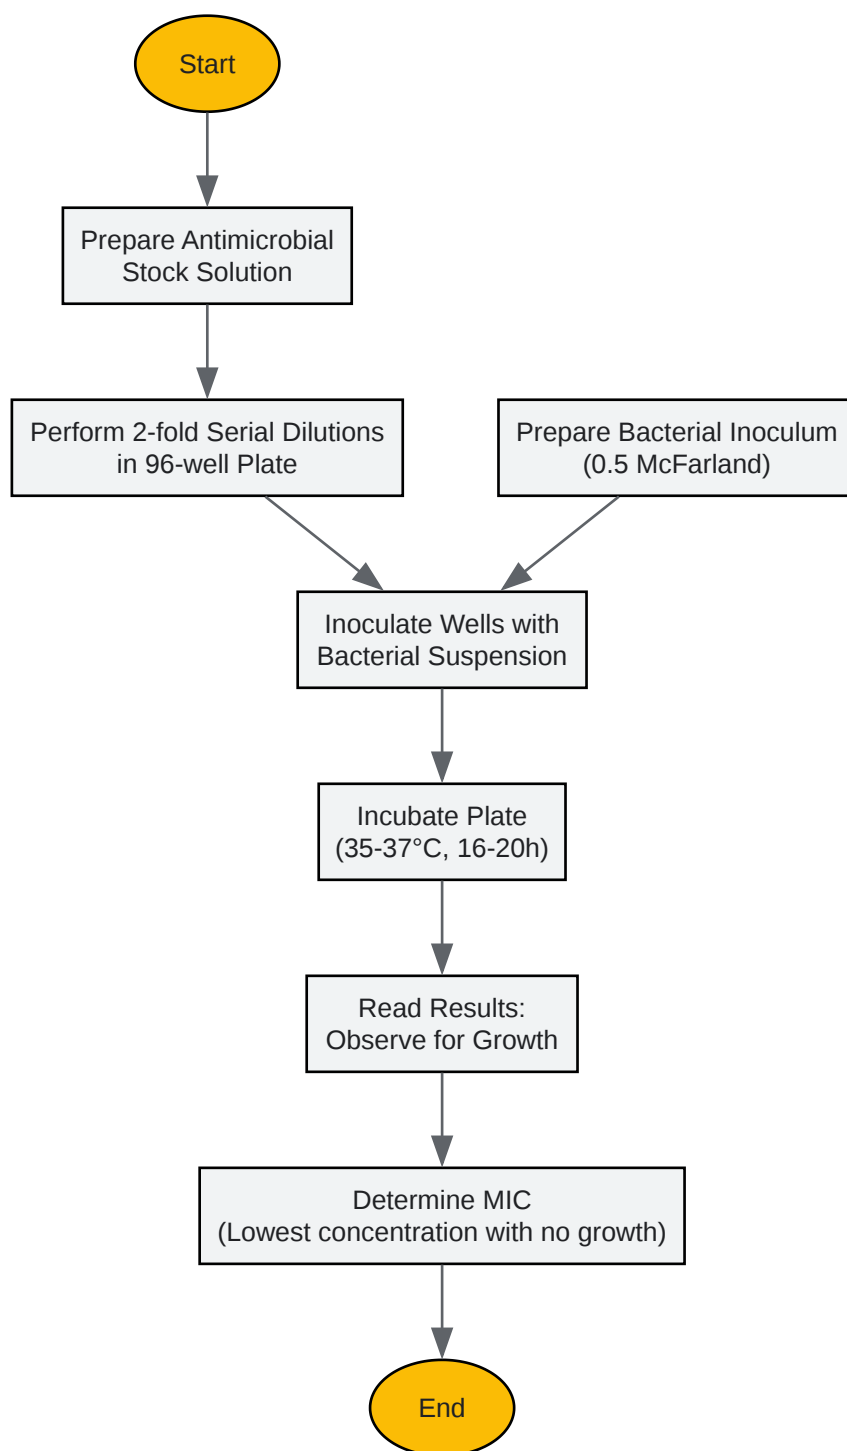 Start
Prepare Antimicrobial
Stock Solution
Perform 2-fold Serial Dilutions
in 96-well Plate
Prepare Bacterial Inoculum
(0.5 McFarland)
Inoculate Wells with
Bacterial Suspension
Incubate Plate
(35-37°C, 16-20h)
Read Results:
Observe for Growth
Determine MIC
(Lowest concentration with no growth)
End